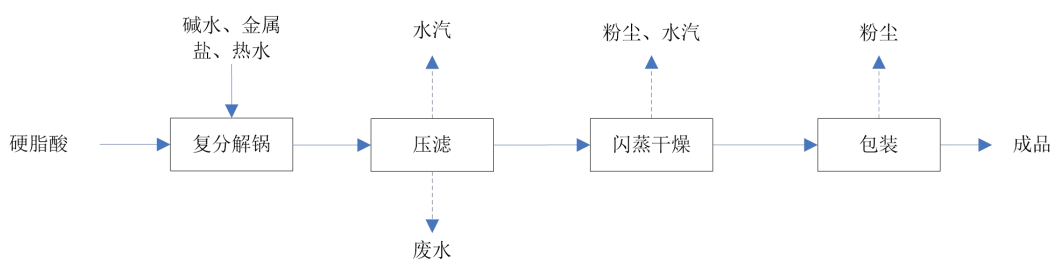 碱水、金属
盐、热水
水汽
粉尘、水汽
粉尘
硬脂酸
复分解锅
压滤
闪蒸干燥
包装
成品
废水